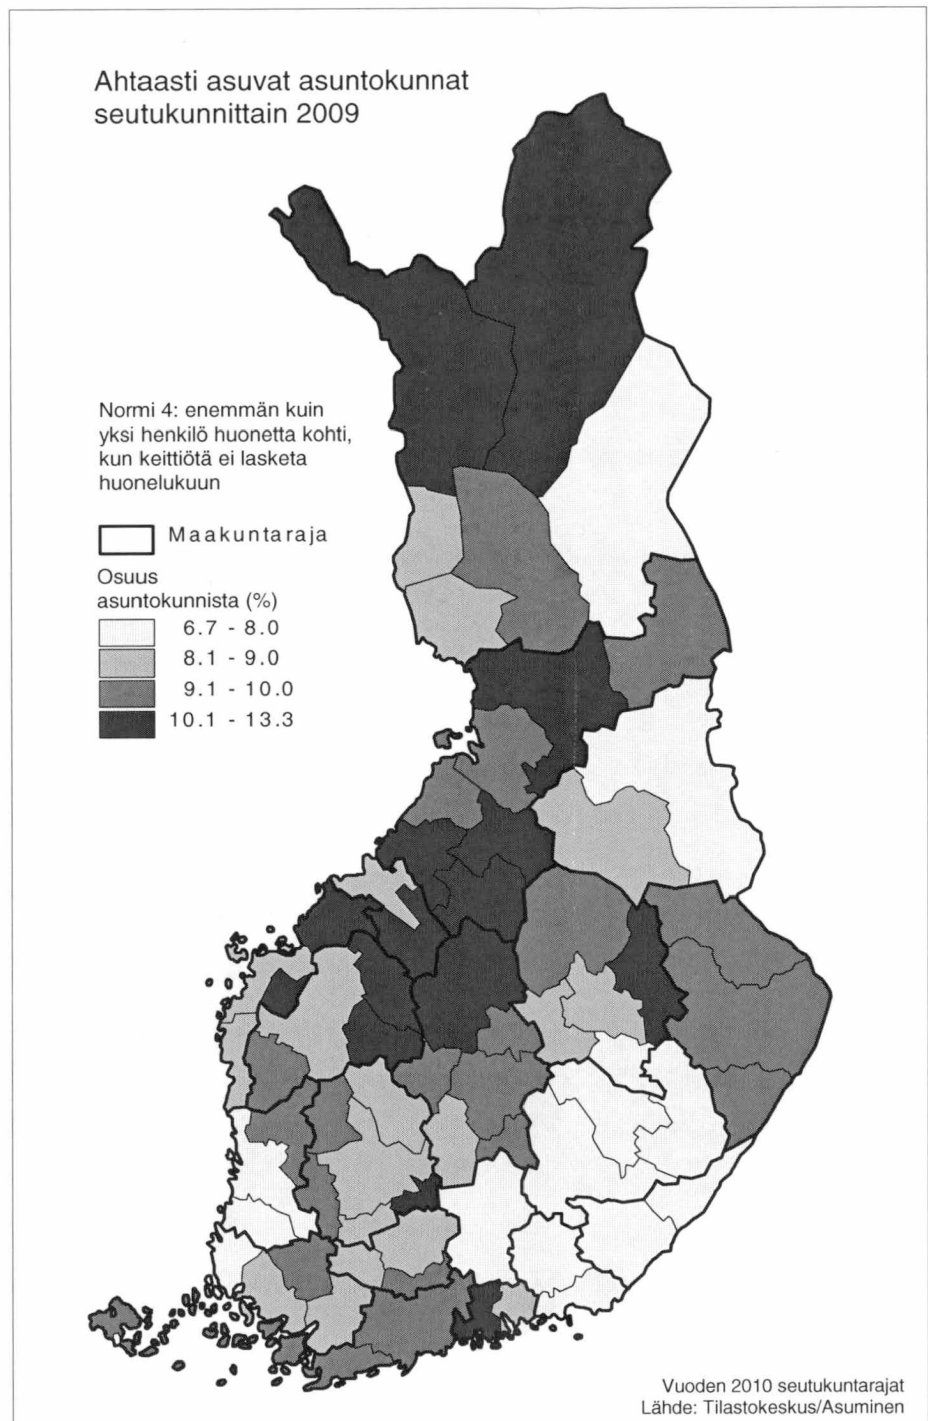 Ahtaasti asuvat asuntokunnat
seutukunnittain 2009
Normi 4: enemmän kuin
yksi henkilö huonetta kohti,
kun keittiötä ei lasketa
huonelukuun
Maakuntaraja
Osuus
asuntokunnista (%)
6.7 - 8.0
8.1 - 9.0
9.1 - 10.0
10.1 - 13.3
Vuoden 2010 seutukuntarajat
Lähde: Tilastokeskus/Asuminen